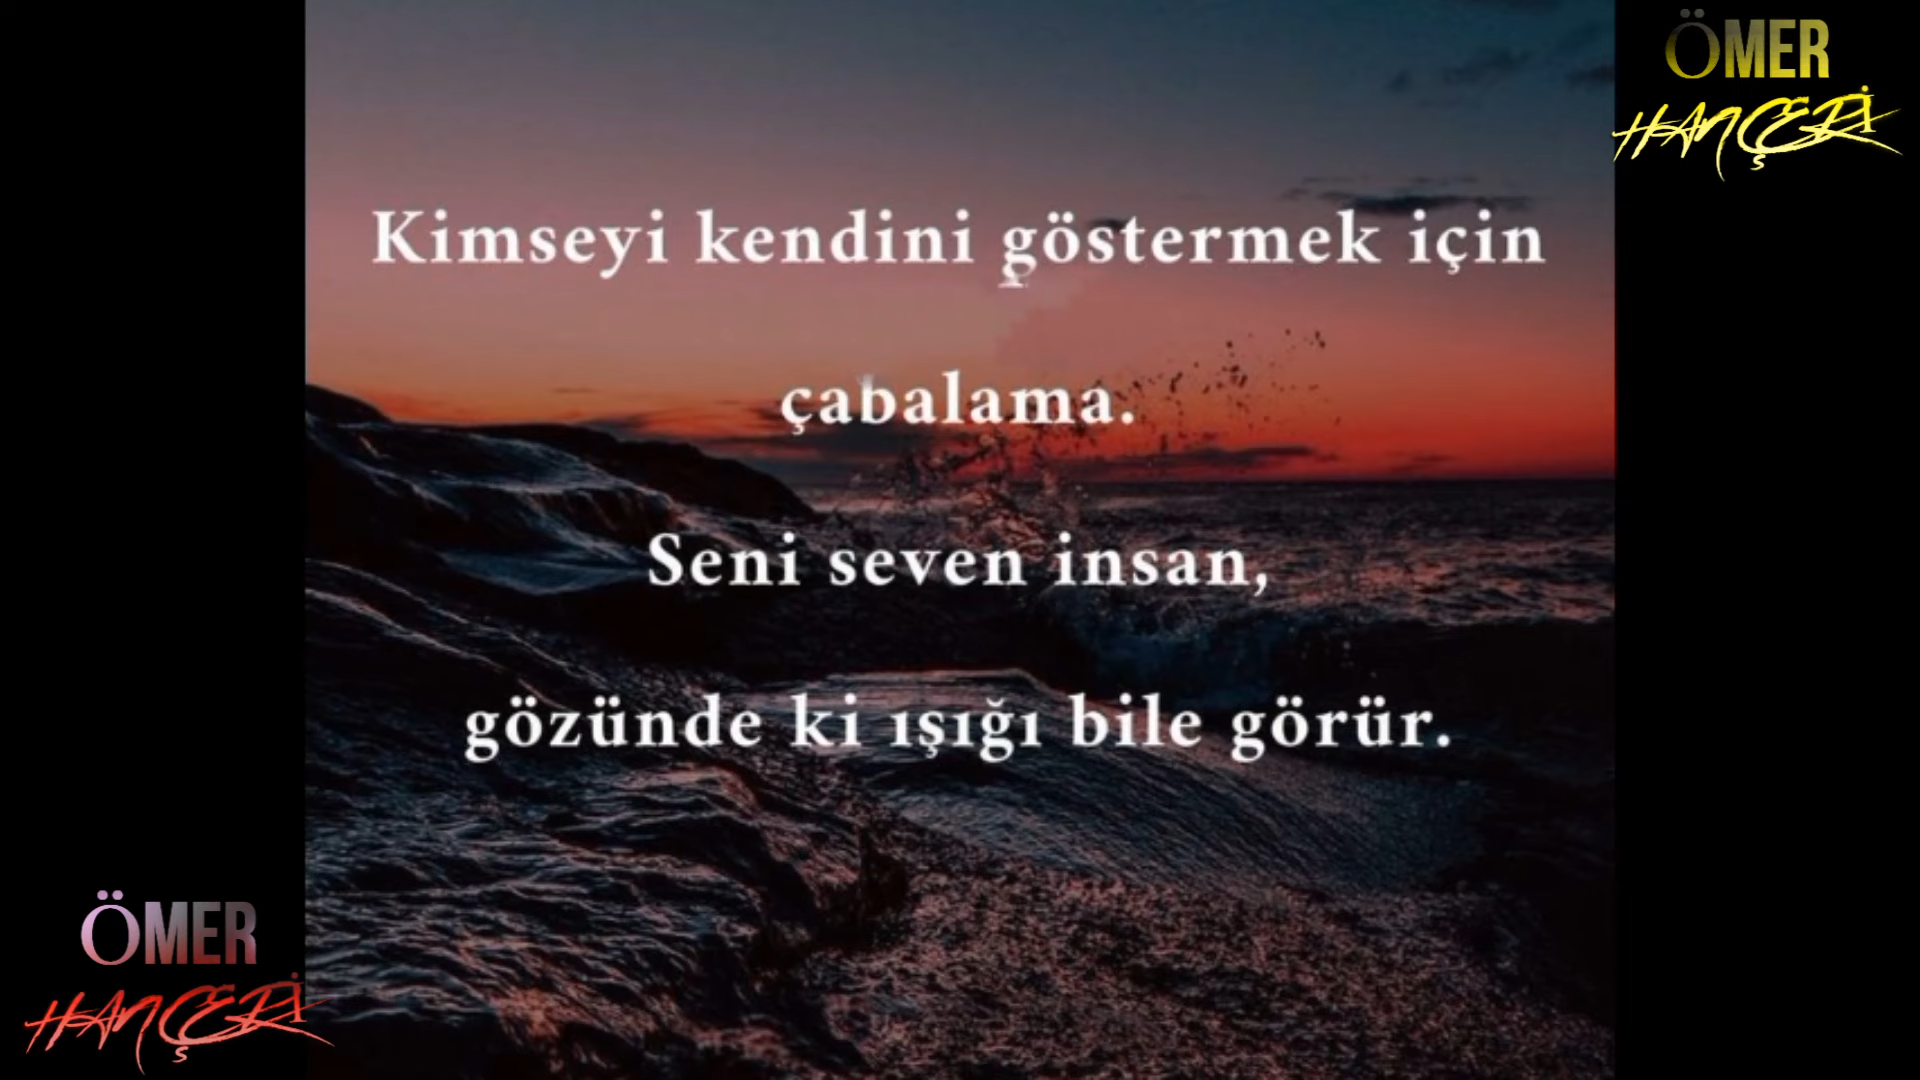 ÖMER
HANÇERİ
Kimseyi kendini göstermek için
çabalama.
Seni seven insan,
gözünde ki ışığı bile görür.
ÖMER
HANÇERİ